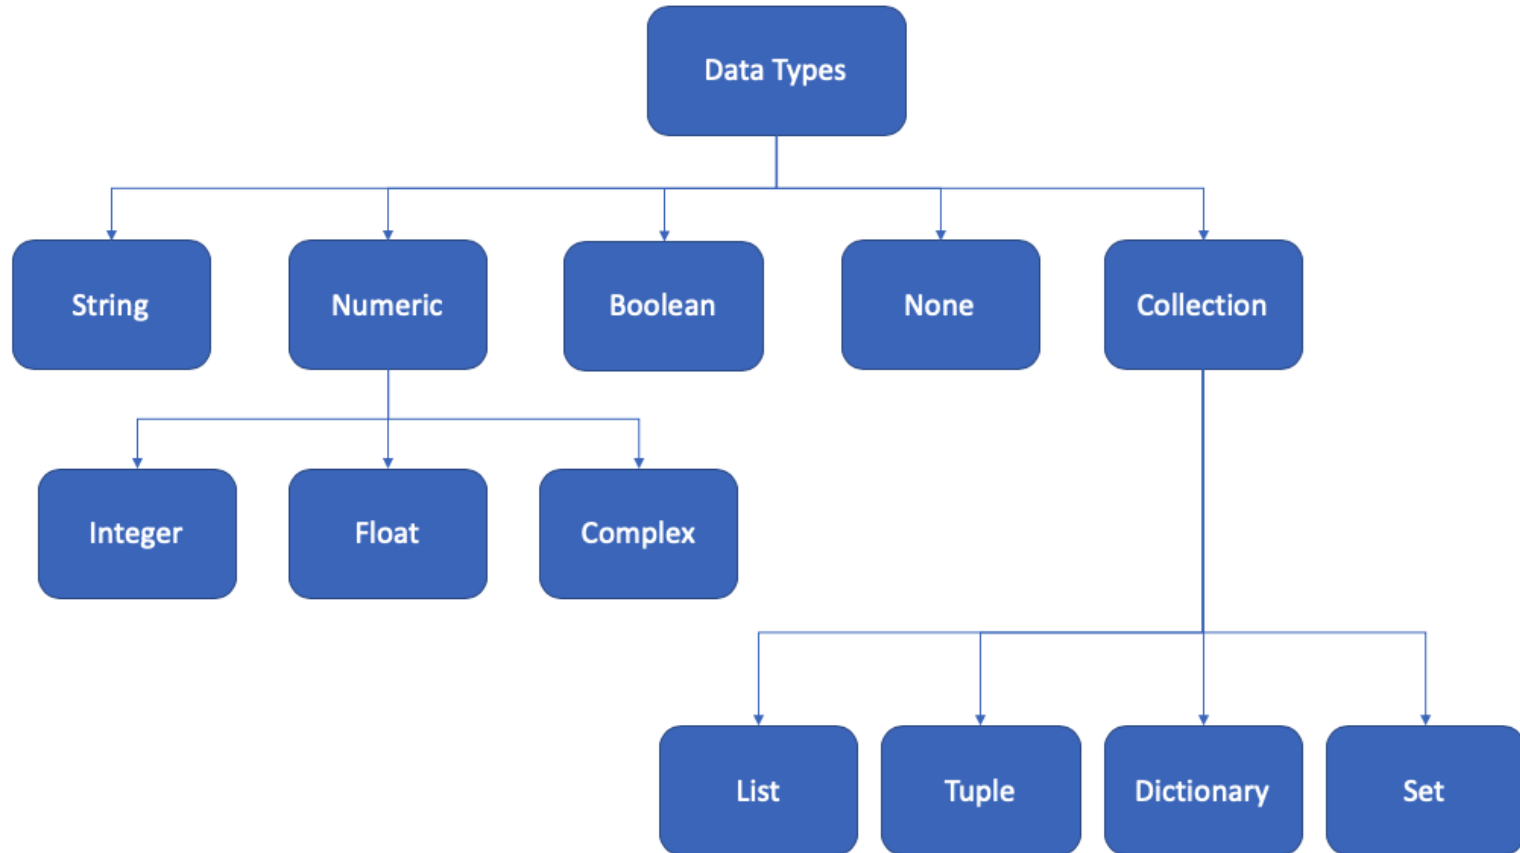 Data Types
String
Numeric
Boolean
None
Collection
Integer
Float
Complex
List
Tuple
Dictionary
Set